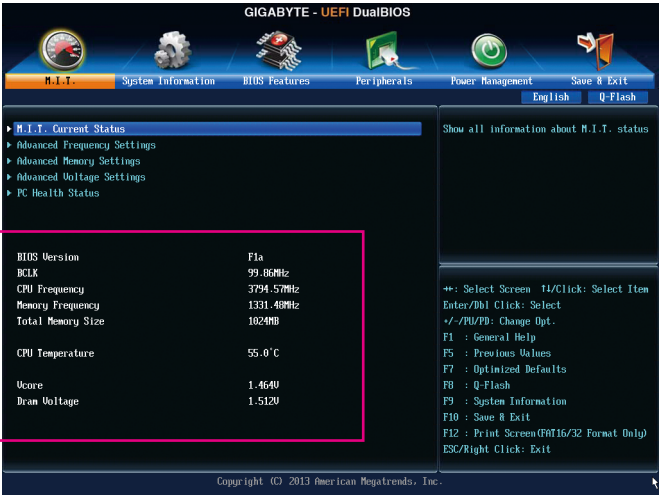 GIGABYTE - UEFI DualBIOS
M.I.T. System Information BIOS Features Peripherals Power Management Save & Exit
English Q-Flash
M.I.T. Current Status
Advanced Frequency Settings
Advanced Memory Settings
Advanced Voltage Settings
PC Health Status
Show all information about M.I.T. status
BIOS Version F1a
BCLK 99.86MHz
CPU Frequency 3794.57MHz
Memory Frequency 1331.48MHz
Total Memory Size 1024MB
CPU Temperature 55.0°C
Vcore 1.464V
Dram Voltage 1.512V
→←: Select Screen ↑↓/Click: Select Item
Enter/Dbl Click: Select
+/-/PU/PD: Change Opt.
F1 : General Help
F5 : Previous Values
F7 : Optimized Defaults
F8 : Q-Flash
F9 : System Information
F10 : Save & Exit
F12 : Print Screen(FAT16/32 Format Only)
ESC/Right Click: Exit
Copyright (C) 2013 American Megatrends, Inc.